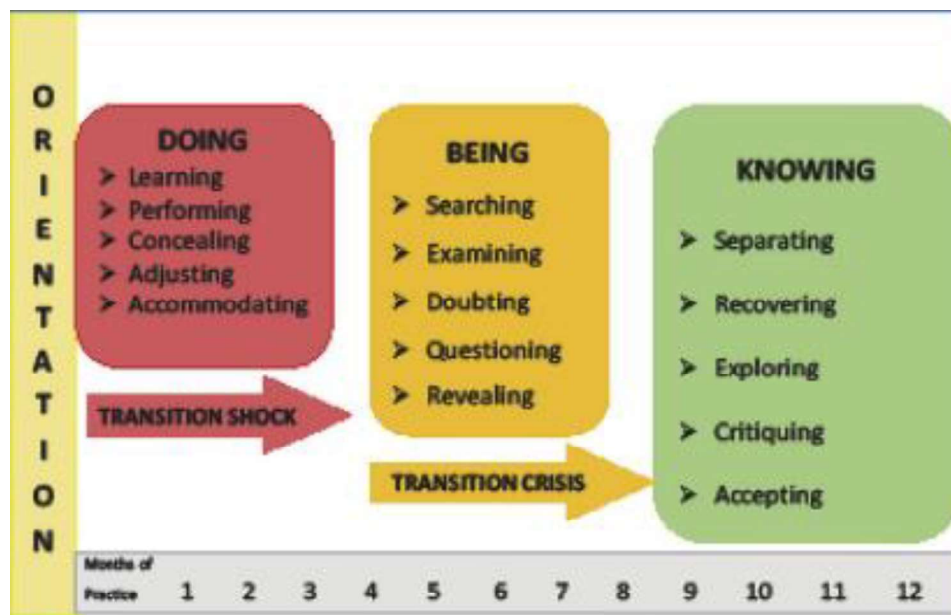 ORIENTATION
DOING
➤ Learning
➤ Performing
➤ Concealing
➤ Adjusting
➤ Accommodating
TRANSITION SHOCK
BEING
➤ Searching
➤ Examining
➤ Doubting
➤ Questioning
➤ Revealing
TRANSITION CRISIS
KNOWING
➤ Separating
➤ Recovering
➤ Exploring
➤ Critiquing
➤ Accepting
Months of
Practice 1 2 3 4 5 6 7 8 9 10 11 12